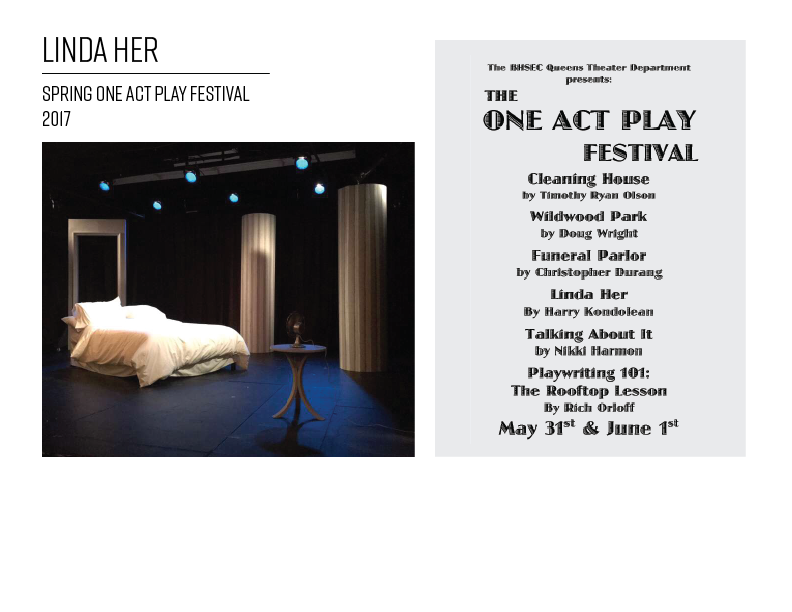 LINDA HER
SPRING ONE ACT PLAY FESTIVAL
2017
The BHSEC Queens Theater Department
presents:
THE
ONE ACT PLAY
FESTIVAL
Cleaning House
by Timothy Ryan Olson
Wildwood Park
by Doug Wright
Funeral Parlor
by Christopher Durang
Linda Her
By Harry Kondolean
Talking About It
by Nikki Harmon
Playwriting 101:
The Rooftop Lesson
By Rich Orloff
May 31st & June 1st